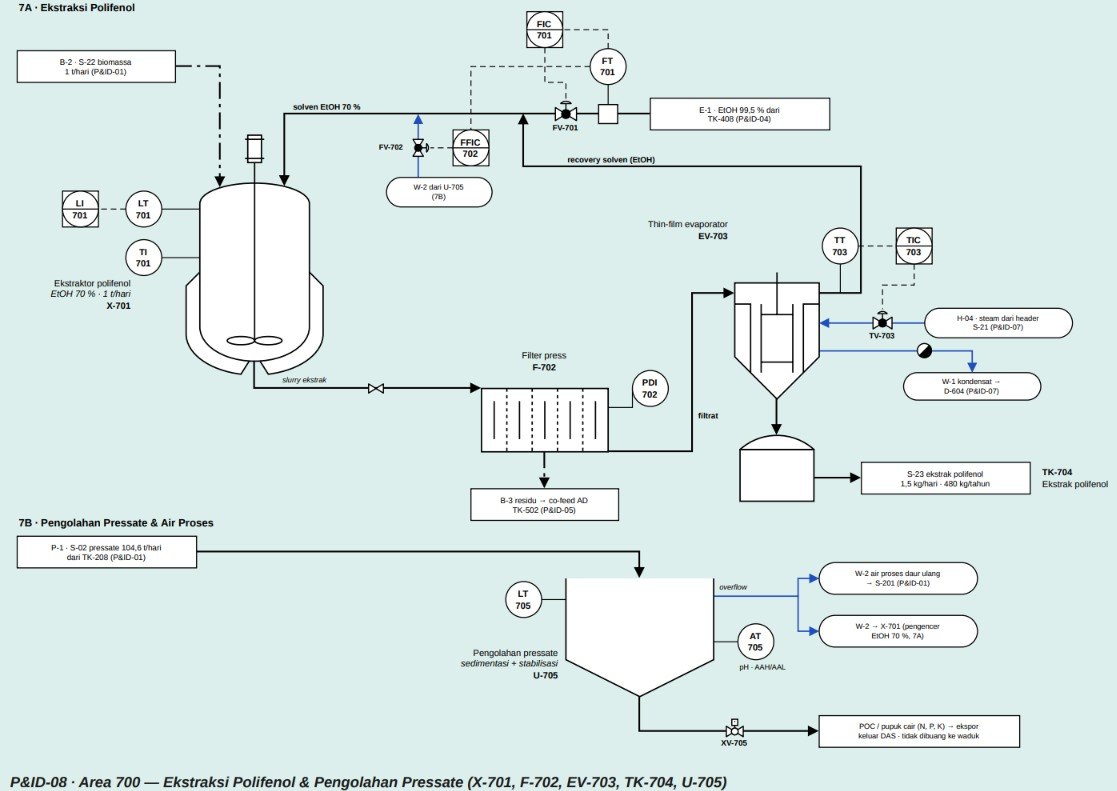 7A · Ekstraksi Polifenol
FIC
701
B-2 · S-22 biomassa
1 t/hari (P&ID-01)
FT
701
solven EtOH 70 %
E-1 · EtOH 99,5 % dari
TK-408 (P&ID-04)
FV-701
FV-702
FFIC
702
recovery solven (EtOH)
W-2 dari U-705
(7B)
LI
701
LT
701
Thin-film evaporator
EV-703
TT
703
TIC
703
TI
701
Ekstraktor polifenol
EtOH 70 % · 1 t/hari
X-701
H-04 · steam dari header
S-21 (P&ID-07)
TV-703
Filter press
F-702
slurry ekstrak
PDI
702
W-1 kondensat →
D-604 (P&ID-07)
filtrat
S-23 ekstrak polifenol
1,5 kg/hari · 480 kg/tahun
TK-704
Ekstrak polifenol
B-3 residu → co-feed AD
TK-502 (P&ID-05)
7B · Pengolahan Pressate & Air Proses
P-1 · S-02 pressate 104,6 t/hari
dari TK-208 (P&ID-01)
LT
705
overflow
W-2 air proses daur ulang
→ S-201 (P&ID-01)
W-2 → X-701 (pengencer
EtOH 70 %, 7A)
AT
705
pH · AAH/AAL
Pengolahan pressate
sedimentasi + stabilisasi
U-705
POC / pupuk cair (N, P, K) → ekspor
keluar DAS · tidak dibuang ke waduk
XV-705
P&ID-08 · Area 700 — Ekstraksi Polifenol & Pengolahan Pressate (X-701, F-702, EV-703, TK-704, U-705)